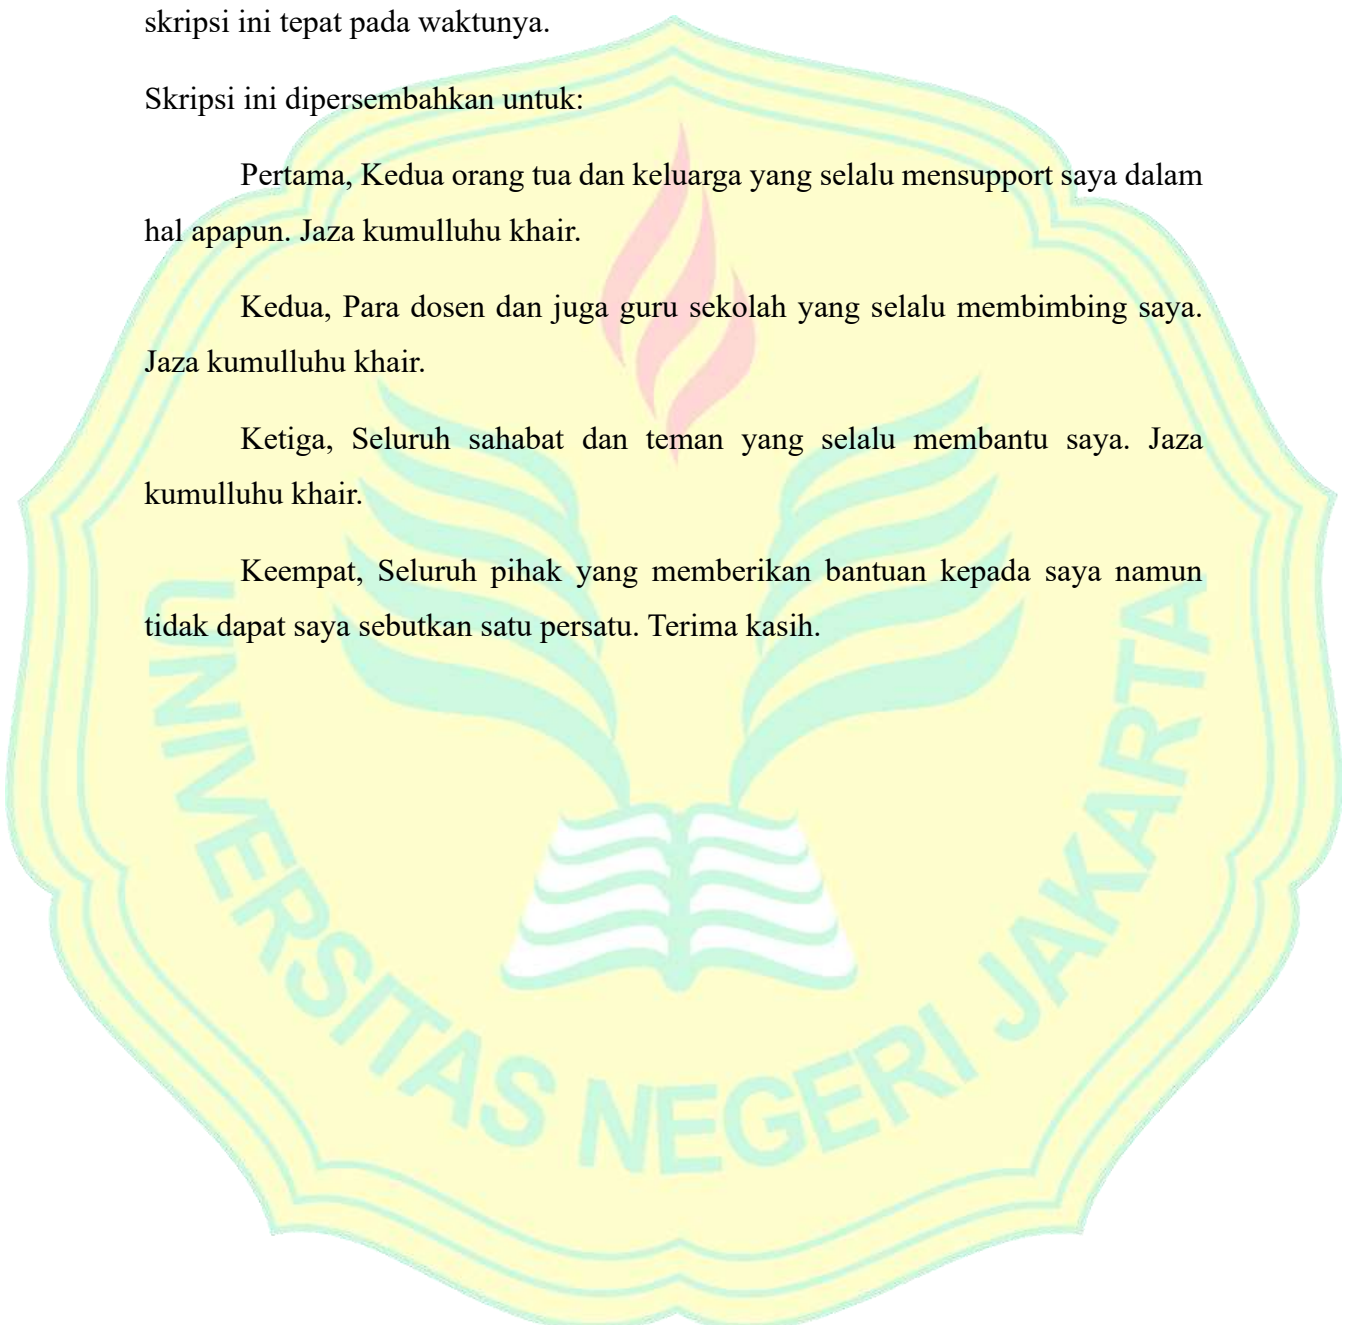 skripsi ini tepat pada waktunya.
Skripsi ini dipersembahkan untuk:
Pertama, Kedua orang tua dan keluarga yang selalu mensupport saya dalam
hal apapun. Jaza kumulluhu khair.
Kedua, Para dosen dan juga guru sekolah yang selalu membimbing saya.
Jaza kumulluhu khair.
Ketiga, Seluruh sahabat dan teman yang selalu membantu saya. Jaza
kumulluhu khair.
Keempat, Seluruh pihak yang memberikan bantuan kepada saya namun
tidak dapat saya sebutkan satu persatu. Terima kasih.
UNIVERSITAS NEGERI JAKARTA